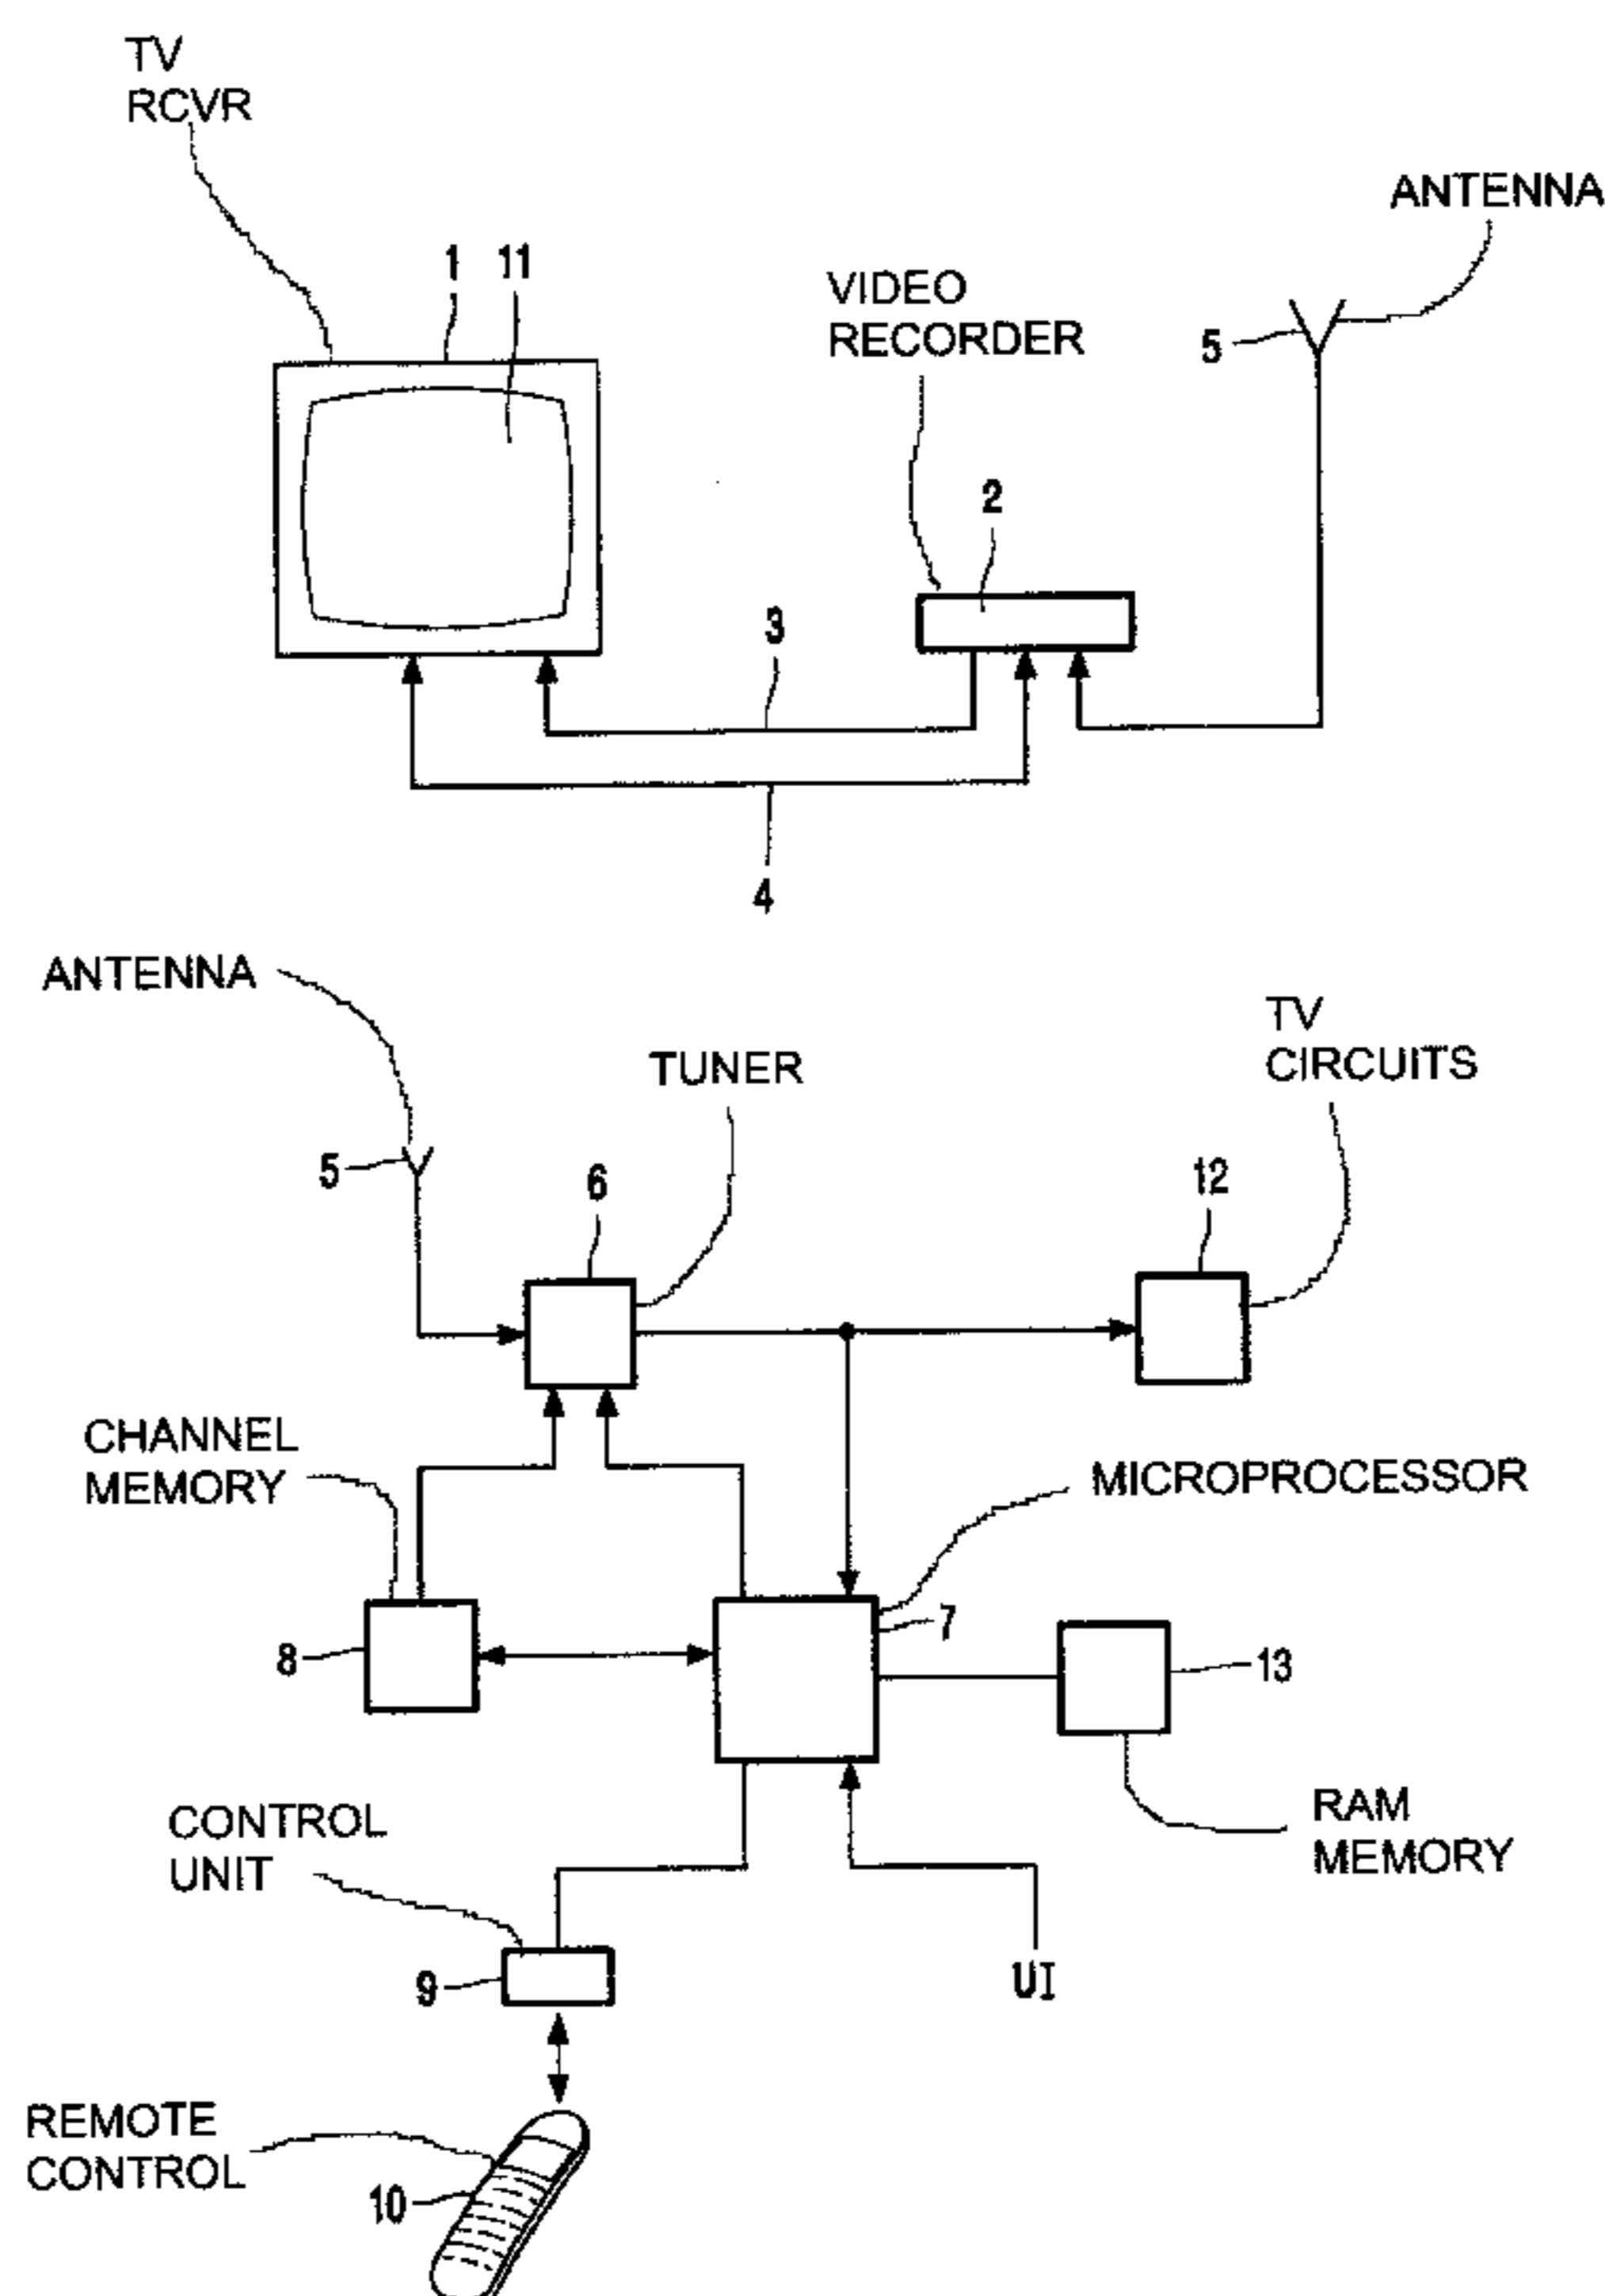 TV
RCVR
ANTENNA
1
11
VIDEO
RECORDER
5
2
3
4
ANTENNA
TV
CIRCUITS
TUNER
5
6
12
CHANNEL
MEMORY
MICROPROCESSOR
7
8
13
CONTROL
UNIT
RAM
MEMORY
9
UI
REMOTE
CONTROL
10